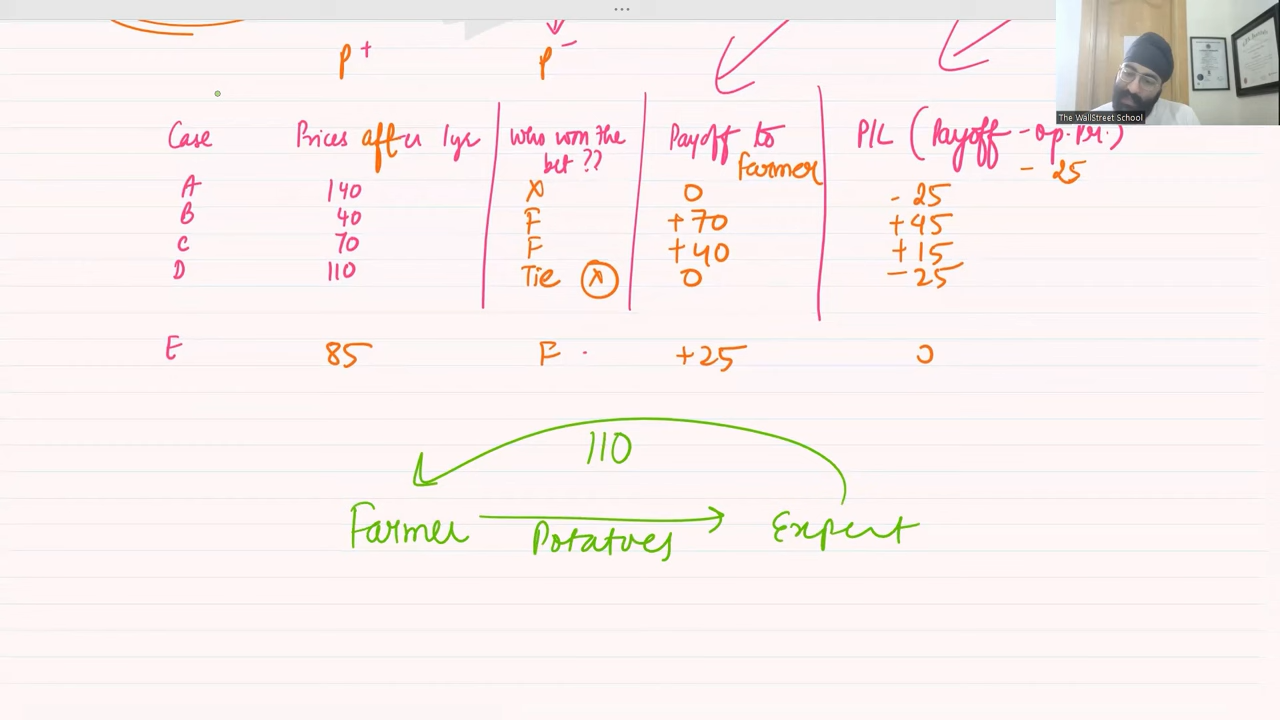 P+ P-
Case Prices after 1yr Who won the bet ?? Payoff to Farmer P/L (Payoff - op. pr.)
- 25
A 140 X 0 - 25
B 40 F +70 +45
C 70 F +40 +15
D 110 Tie X 0 -25
E 85 F +25 0
110
Farmer Potatoes Expert
The WallStreet School